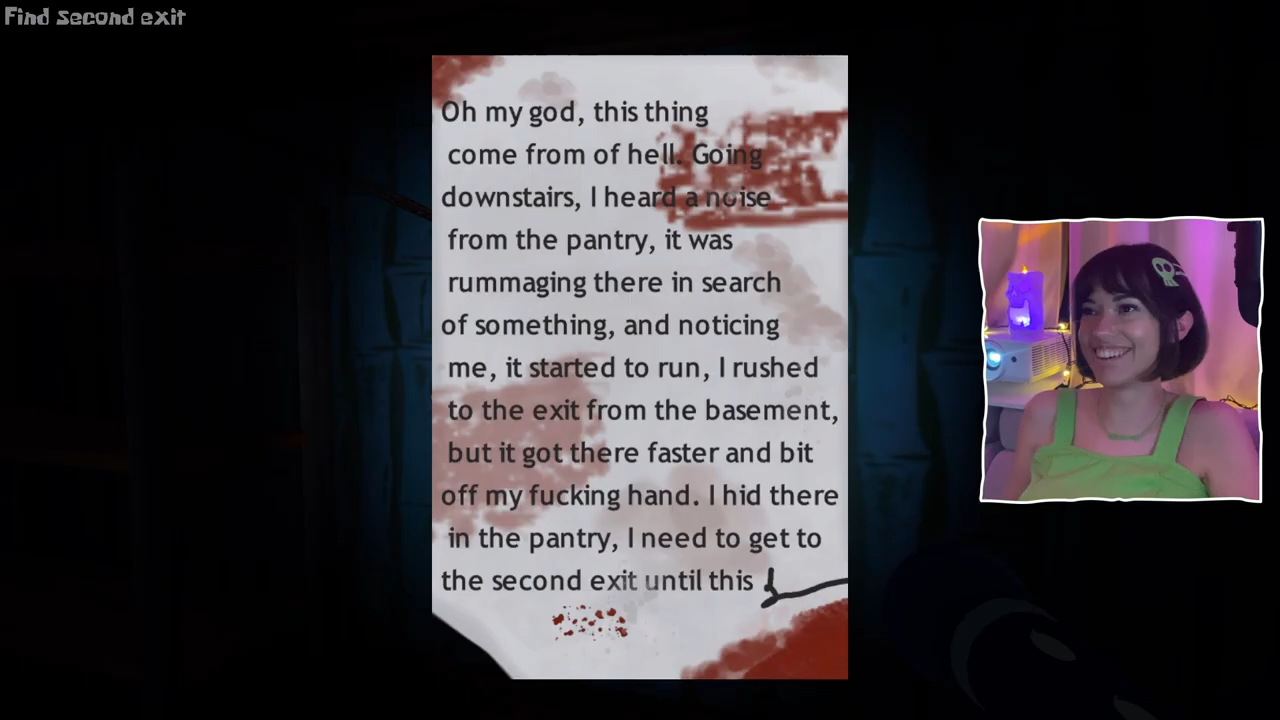 Find second exit
Oh my god, this thing
come from of hell. Going
downstairs, I heard a noise
from the pantry, it was
rummaging there in search
of something, and noticing
me, it started to run, I rushed
to the exit from the basement,
but it got there faster and bit
off my fucking hand. I hid there
in the pantry, I need to get to
the second exit until this